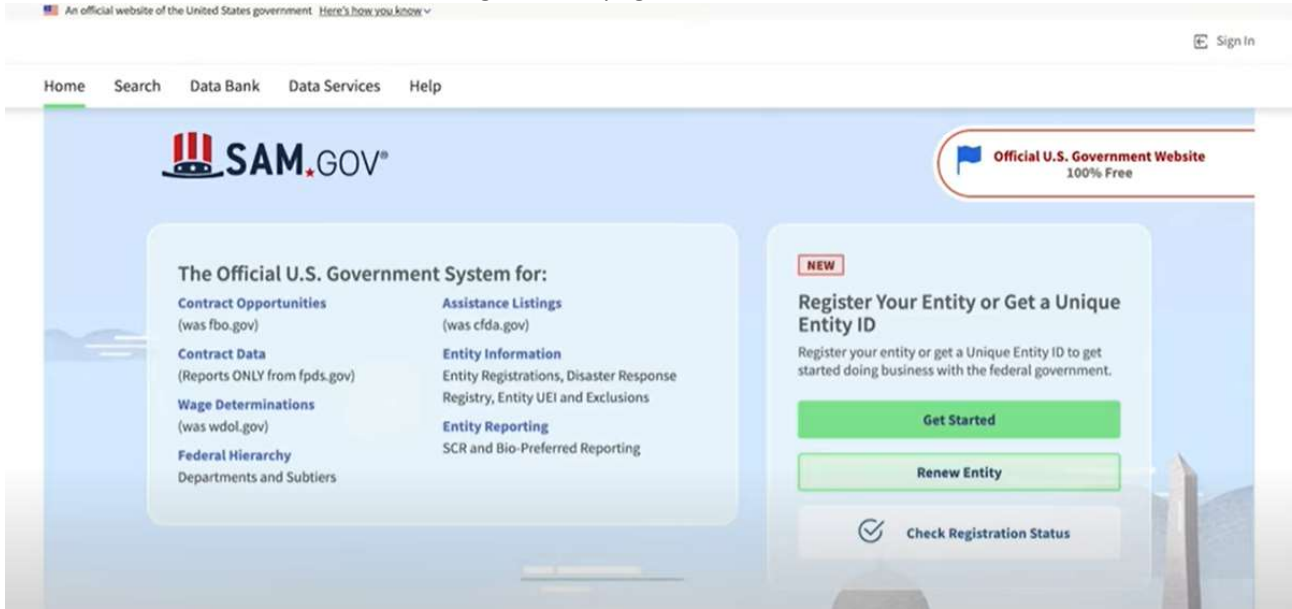 An official website of the United States government Here's how you know
Sign In
Home Search Data Bank Data Services Help
SAM.GOV®
Official U.S. Government Website
100% Free
The Official U.S. Government System for:
Contract Opportunities
(was fbo.gov)
Contract Data
(Reports ONLY from fpds.gov)
Wage Determinations
(was wdol.gov)
Federal Hierarchy
Departments and Subtiers
Assistance Listings
(was cfda.gov)
Entity Information
Entity Registrations, Disaster Response
Registry, Entity UEI and Exclusions
Entity Reporting
SCR and Bio-Preferred Reporting
NEW
Register Your Entity or Get a Unique
Entity ID
Register your entity or get a Unique Entity ID to get
started doing business with the federal government.
Get Started
Renew Entity
Check Registration Status